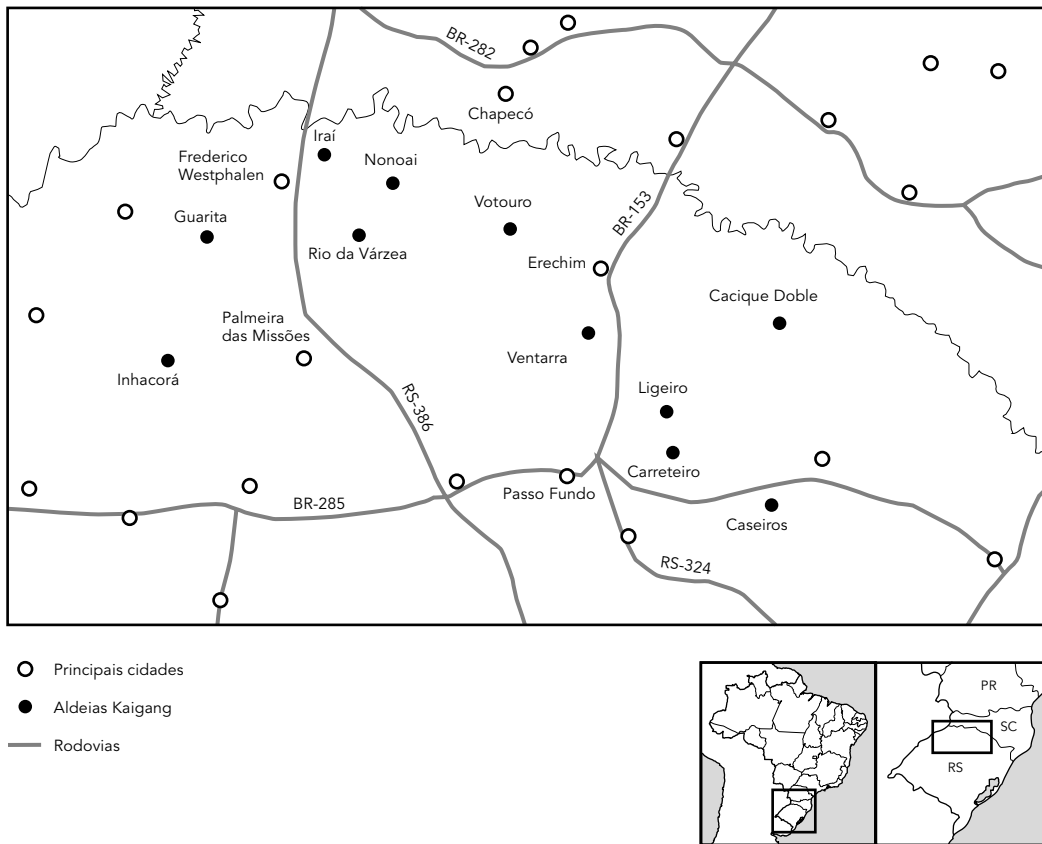 BR-282
Chapecó
Iraí
Frederico
Westphalen
Nonoai
Guarita
Votouro
BR-153
Rio da Várzea
Erechim
Cacique Doble
Palmeira
das Missões
Ventarra
Inhacorá
Ligeiro
RS-386
Carreteiro
Passo Fundo
BR-285
Caseiros
RS-324
Principais cidades
Aldeias Kaigang
Rodovias
PR
SC
RS